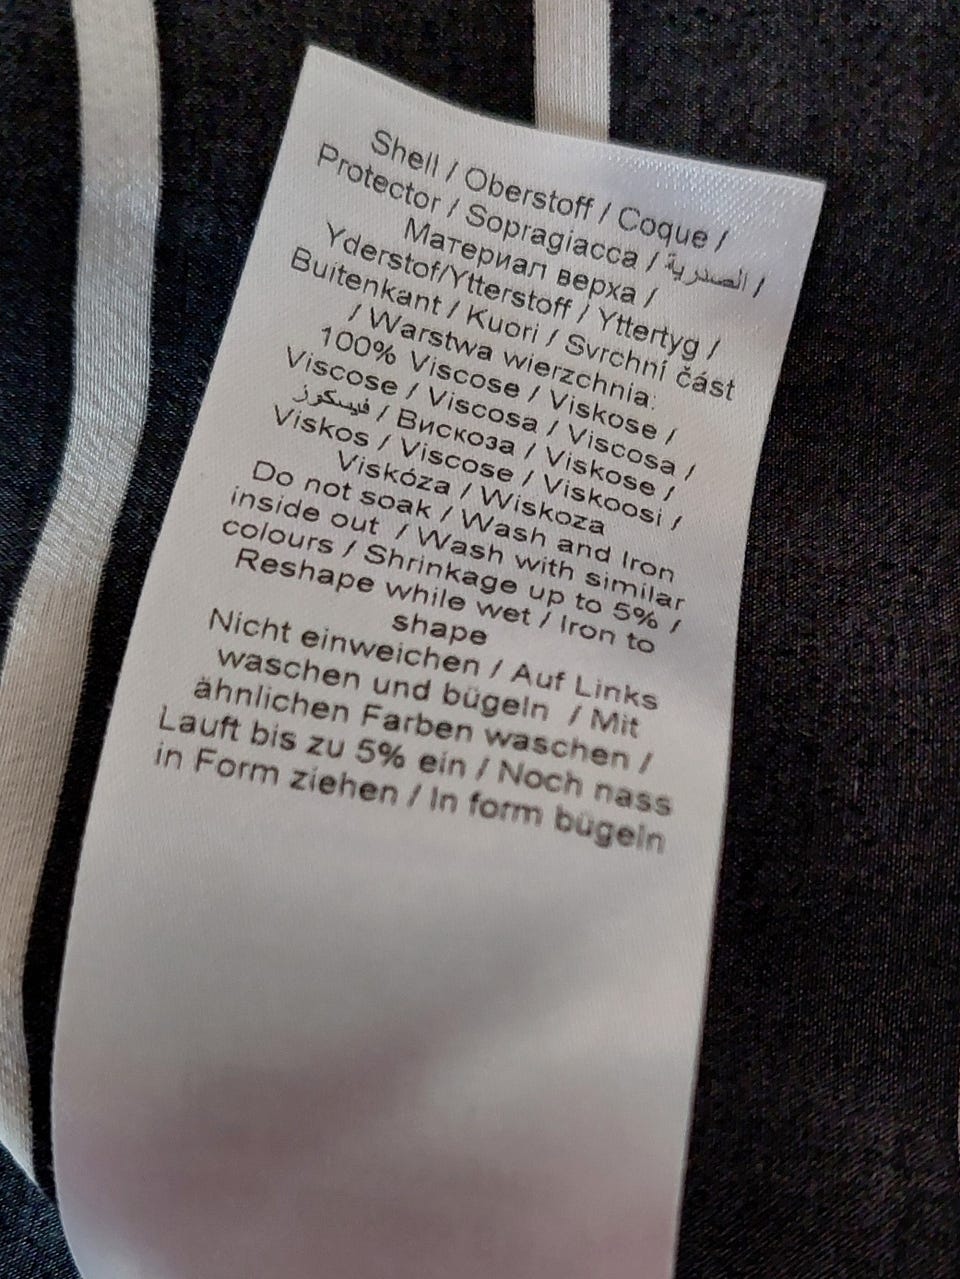 Shell / Oberstoff / Coque /
Protector / Sopragiacca / الصدرية /
Материал верха /
Yderstof/Ytterstoff / Yttertyg /
Buitenkant / Kuori / Svrchní část
/ Warstwa wierzchnia:
100% Viscose / Viskose /
Viscose / Viscosa / Viscosa /
فيسكوز / Вискоза / Viskose /
Viskos / Viscose / Viskoosi /
Viskóza / Wiskoza
Do not soak / Wash and Iron
inside out / Wash with similar
colours / Shrinkage up to 5% /
Reshape while wet / Iron to
shape
Nicht einweichen / Auf Links
waschen und bügeln / Mit
ähnlichen Farben waschen /
Lauft bis zu 5% ein / Noch nass
in Form ziehen / In form bügeln